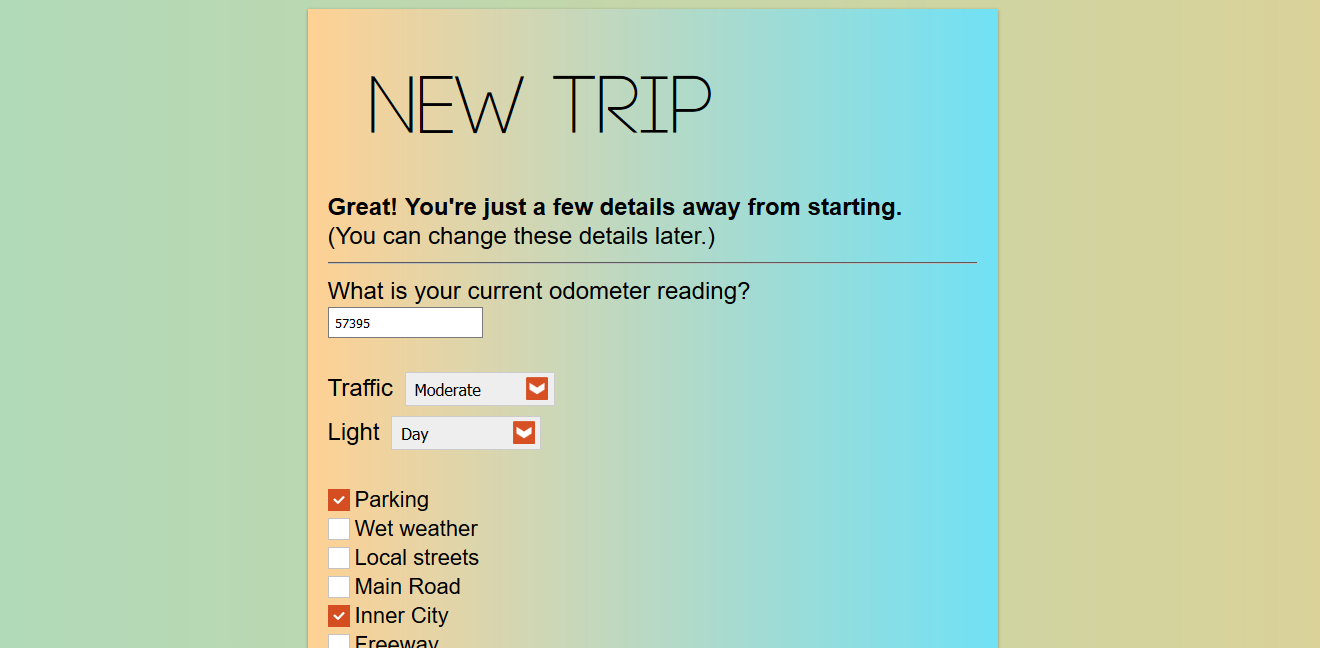 NEW TRIP
Great! You're just a few details away from starting.
(You can change these details later.)
What is your current odometer reading?
57395
Traffic Moderate
Light Day
Parking
Wet weather
Local streets
Main Road
Inner City
Freeway